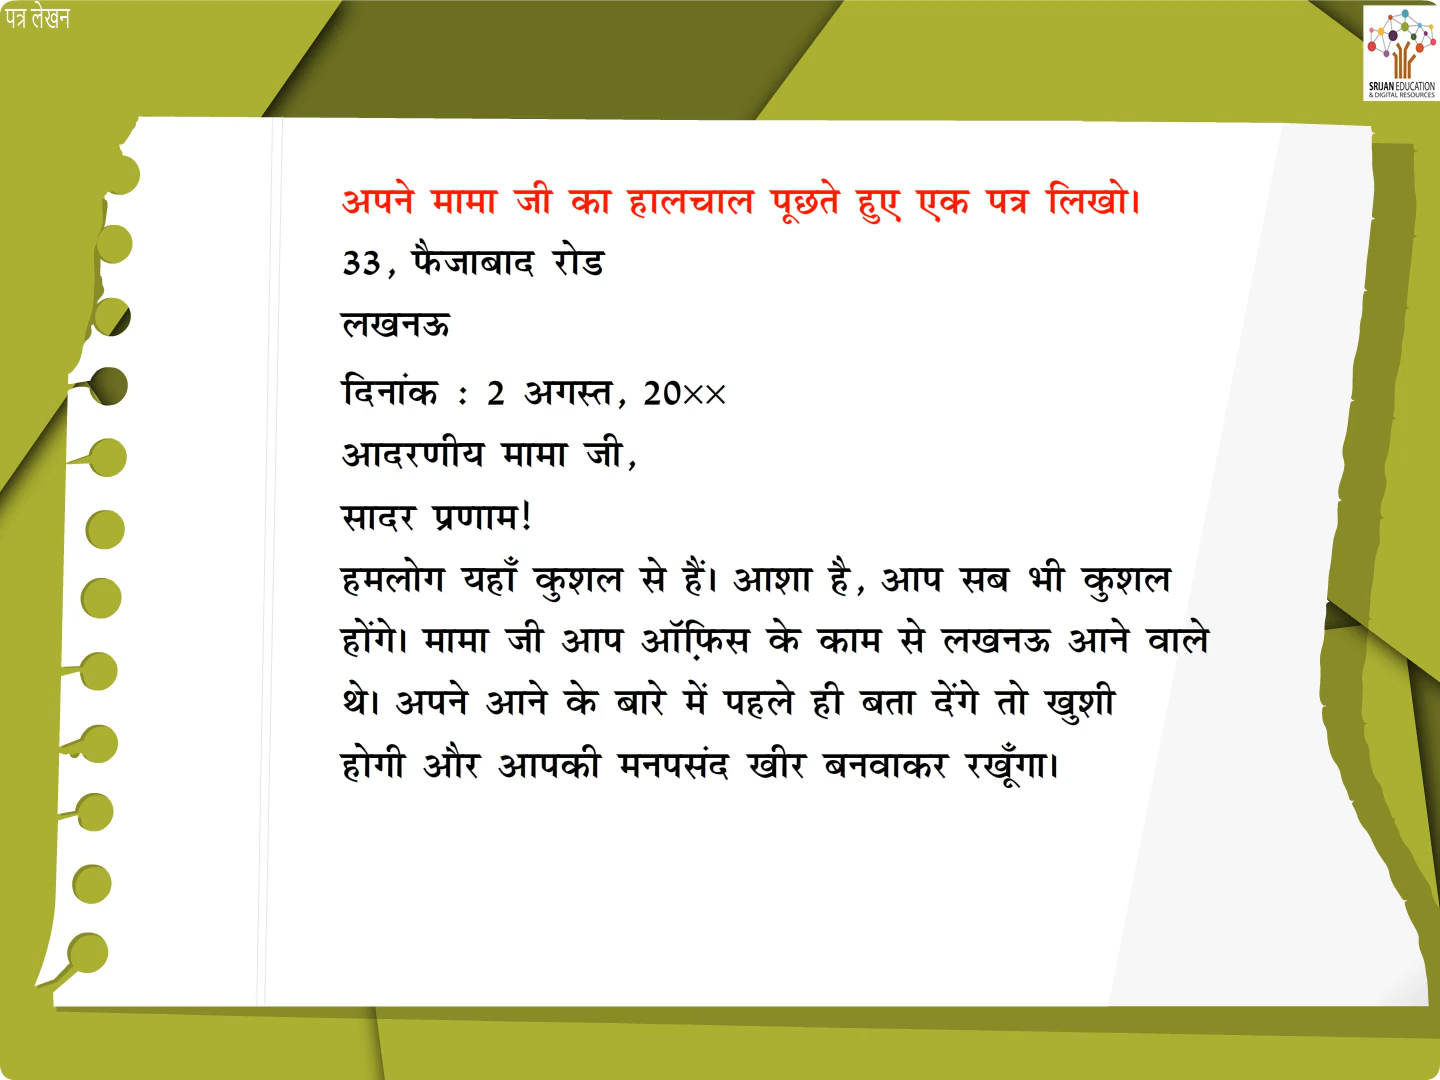 पत्र लेखन
SRIJAN EDUCATION
& DIGITAL RESOURCES
अपने मामा जी का हालचाल पूछते हुए एक पत्र लिखो।
33, फैजाबाद रोड
लखनऊ
दिनांक : 2 अगस्त, 20××
आदरणीय मामा जी,
सादर प्रणाम!
हमलोग यहाँ कुशल से हैं। आशा है, आप सब भी कुशल
होंगे। मामा जी आप ऑफ़िस के काम से लखनऊ आने वाले
थे। अपने आने के बारे में पहले ही बता देंगे तो खुशी
होगी और आपकी मनपसंद खीर बनवाकर रखूँगा।